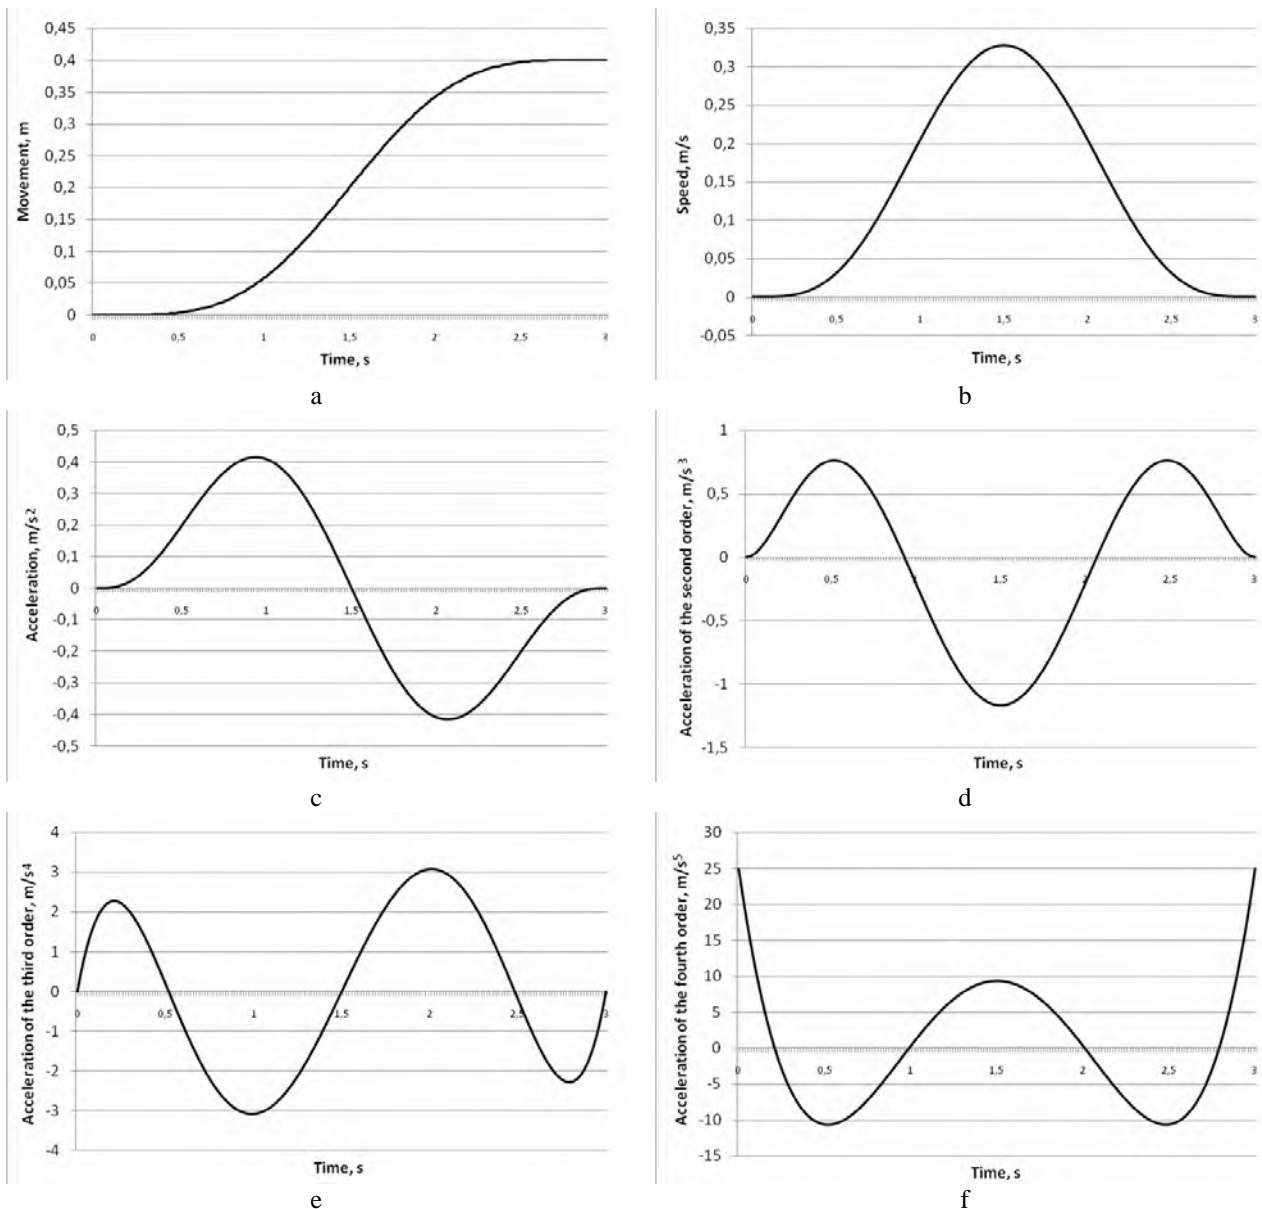 0,45
0,4
0,35
0,3
0,25
0,2
0,15
0,1
0,05
0
Movement, m
0 0,5 1 1,5 2 2,5 3
Time, s
a
0,35
0,3
0,25
0,2
0,15
0,1
0,05
0
-0,05
Speed, m/s
0 0,5 1 1,5 2 2,5 3
Time, s
b
0,5
0,4
0,3
0,2
0,1
0
-0,1
-0,2
-0,3
-0,4
-0,5
Acceleration, m/s²
0 0,5 1 1,5 2 2,5 3
Time, s
c
1
0,5
0
-0,5
-1
-1,5
Acceleration of the second order, m/s ³
0 0,5 1 1,5 2 2,5 3
Time, s
d
4
3
2
1
0
-1
-2
-3
-4
Acceleration of the third order, m/s⁴
0 0,5 1 1,5 2 2,5 3
Time, s
e
30
25
20
15
10
5
0
-5
-10
-15
Acceleration of the fourth order, m/s⁵
0 0,5 1 1,5 2 2,5 3
Time, s
f